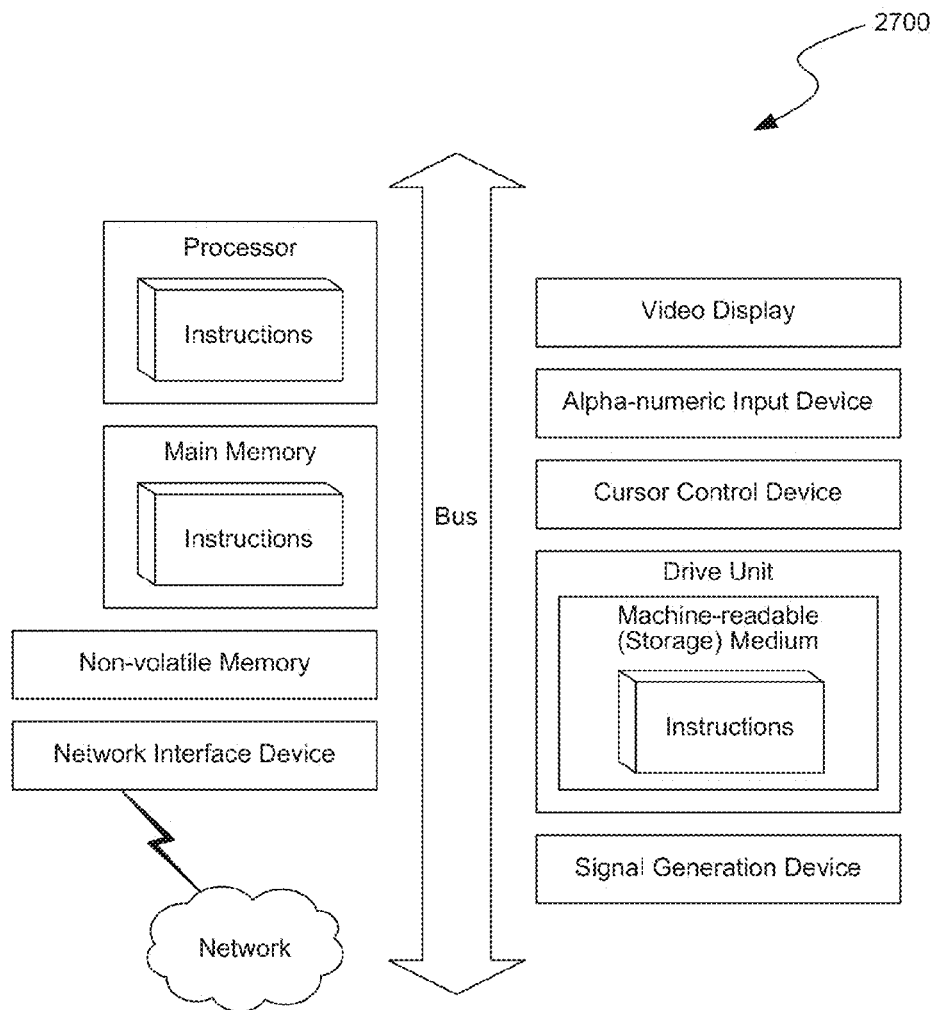 2700
Processor
Instructions
Main Memory
Instructions
Non-volatile Memory
Network Interface Device
Network
Bus
Video Display
Alpha-numeric Input Device
Cursor Control Device
Drive Unit
Machine-readable
(Storage) Medium
Instructions
Signal Generation Device